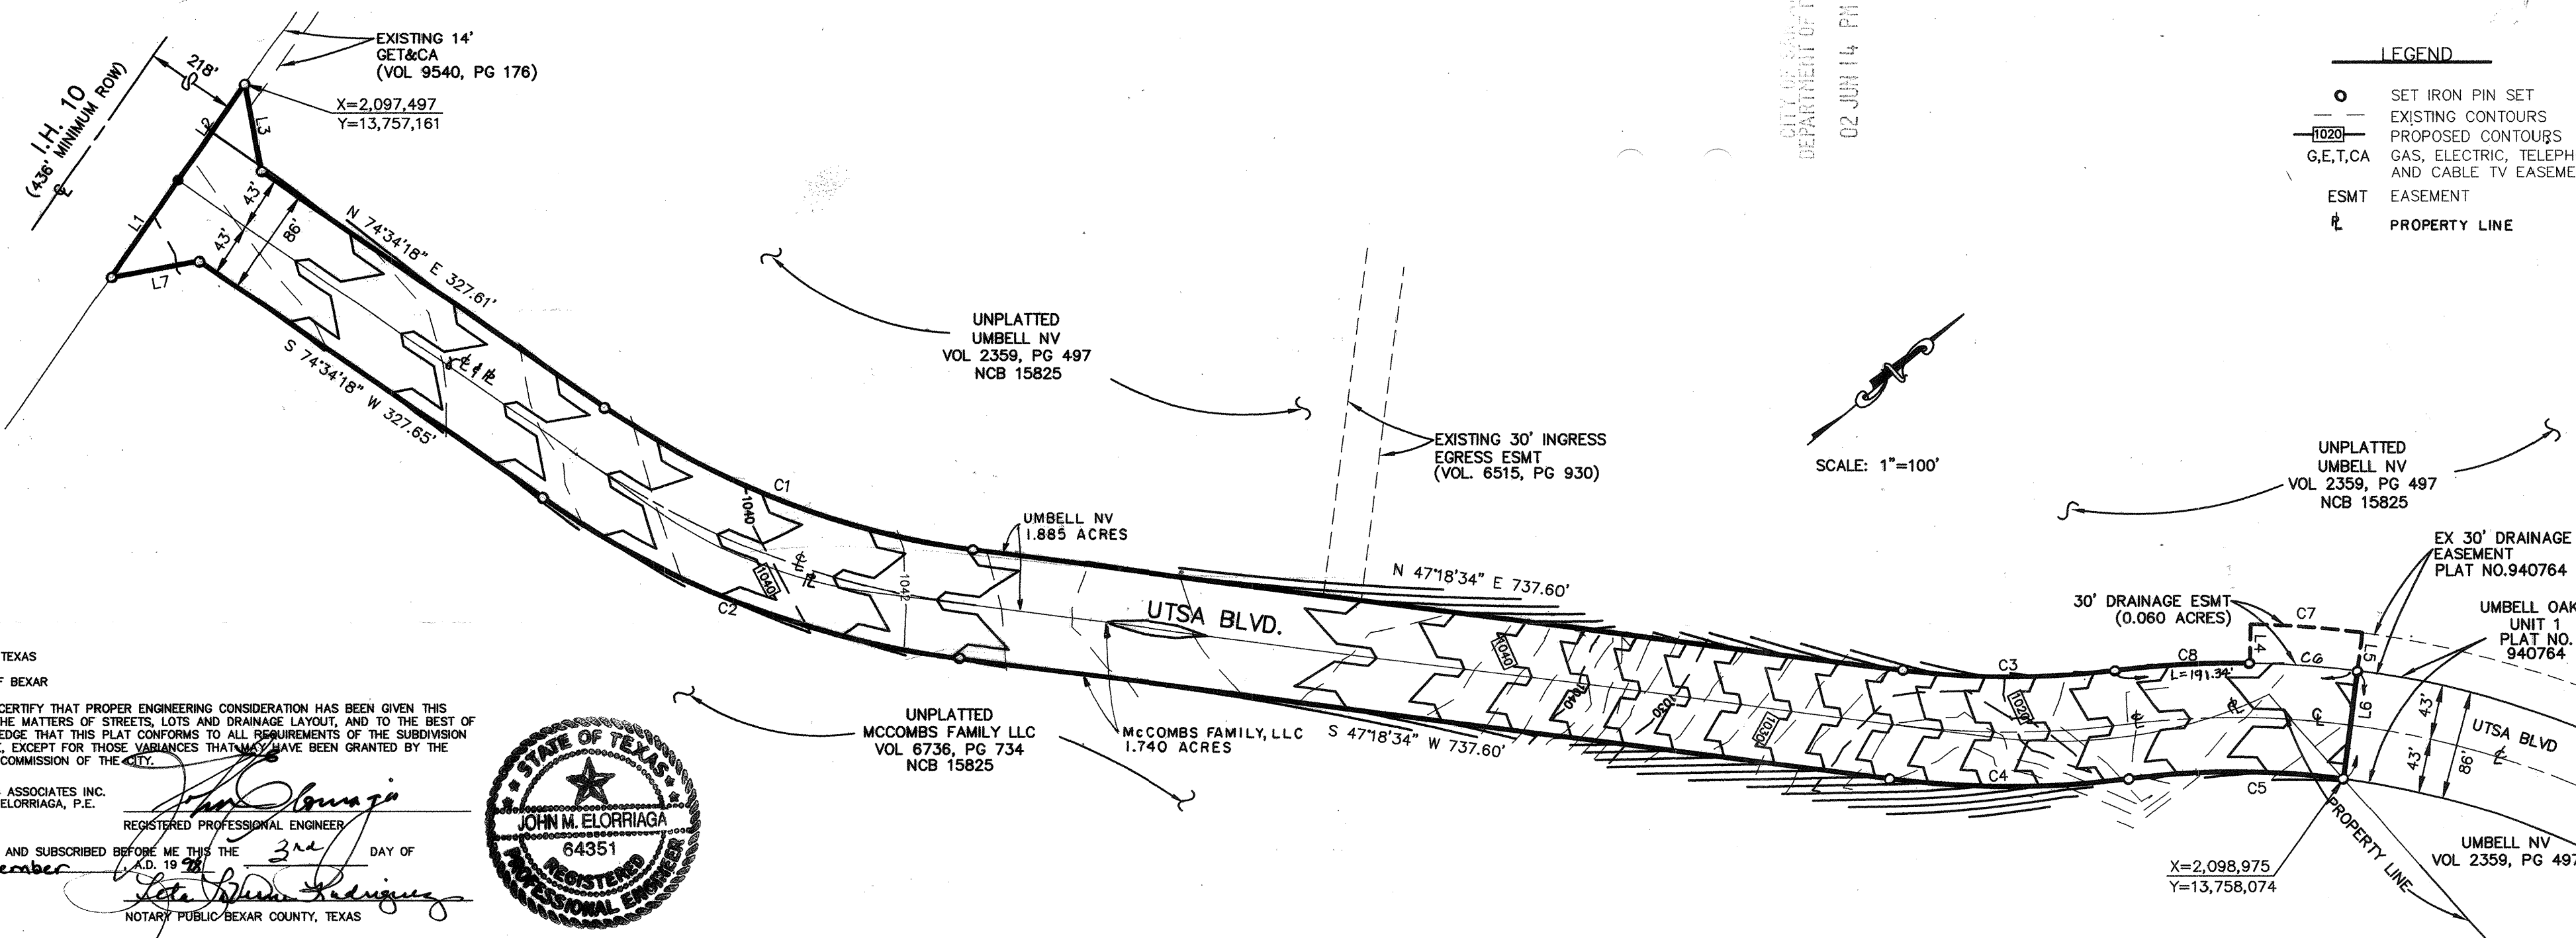 EXISTING 14'
GET&CA
(VOL 9540, PG 176)
X=2,097,497
Y=13,757,161
218'
I.H. 10
(436' MINIMUM ROW)
L2
L3
L1
L7
43'
43'
86'
N 74°34'18" E 327.61'
S 74°34'18" W 327.65'
DEPARTMENT OF
02 JUN 14 PM
LEGEND
SET IRON PIN SET
EXISTING CONTOURS
1020 PROPOSED CONTOURS
G,E,T,CA GAS, ELECTRIC, TELEPH
AND CABLE TV EASEME
ESMT EASEMENT
PROPERTY LINE
UNPLATTED
UMBELL NV
VOL 2359, PG 497
NCB 15825
EXISTING 30' INGRESS
EGRESS ESMT
(VOL. 6515, PG 930)
SCALE: 1"=100'
UNPLATTED
UMBELL NV
VOL 2359, PG 497
NCB 15825
C1
C2
1040
1040
1042
UMBELL NV
1.885 ACRES
UTSA BLVD.
N 47°18'34" E 737.60'
S 47°18'34" W 737.60'
McCOMBS FAMILY, LLC
1.740 ACRES
UNPLATTED
MCCOMBS FAMILY LLC
VOL 6736, PG 734
NCB 15825
1040
1040
1030
1030
1020
C3
C4
C5
C6
C7
C8
L=191.34'
L4
L5
L6
30' DRAINAGE ESMT
(0.060 ACRES)
EX 30' DRAINAGE
EASEMENT
PLAT NO.940764
UMBELL OAK
UNIT 1
PLAT NO.
940764
43'
43'
86'
UTSA BLVD
PROPERTY LINE
X=2,098,975
Y=13,758,074
UMBELL NV
VOL 2359, PG 497
TEXAS
F BEXAR
CERTIFY THAT PROPER ENGINEERING CONSIDERATION HAS BEEN GIVEN THIS
HE MATTERS OF STREETS, LOTS AND DRAINAGE LAYOUT, AND TO THE BEST OF
EDGE THAT THIS PLAT CONFORMS TO ALL REQUIREMENTS OF THE SUBDIVISION
E, EXCEPT FOR THOSE VARIANCES THAT MAY HAVE BEEN GRANTED BY THE
COMMISSION OF THE CITY.
ASSOCIATES INC.
ELORRIAGA, P.E.
REGISTERED PROFESSIONAL ENGINEER
AND SUBSCRIBED BEFORE ME THIS THE 3rd DAY OF
ember A.D. 19 98
NOTARY PUBLIC BEXAR COUNTY, TEXAS
STATE OF TEXAS
JOHN M. ELORRIAGA
64351
REGISTERED
PROFESSIONAL ENGINEER